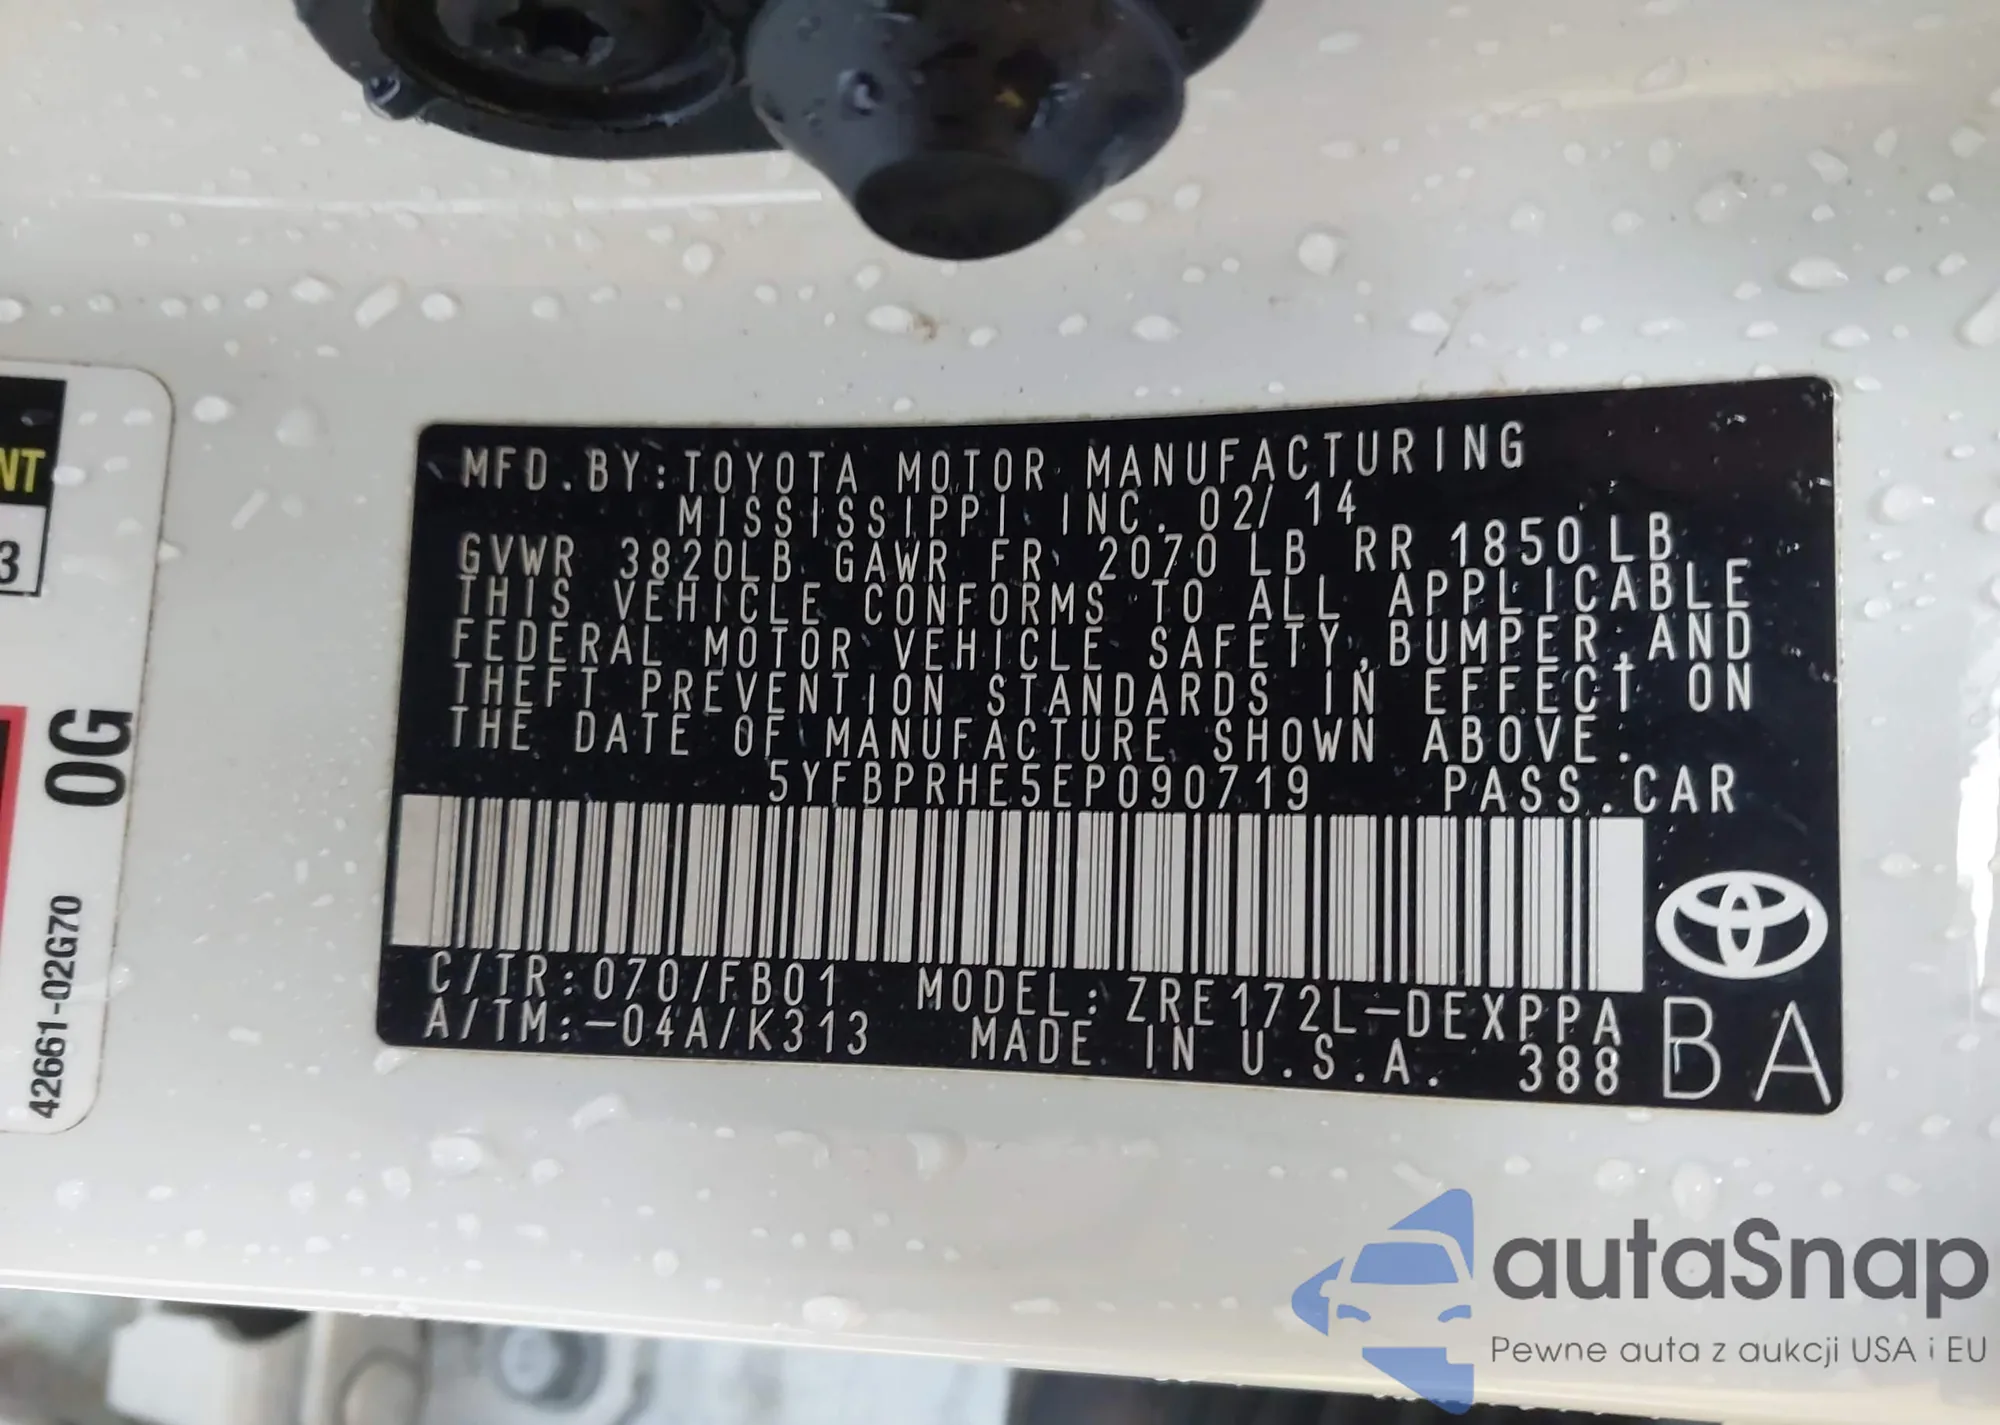 NT
3
0G
42661-02G70
MFD.BY:TOYOTA MOTOR MANUFACTURING
MISSISSIPPI INC. 02/14
GVWR 3820LB GAWR FR 2070 LB RR 1850LB
THIS VEHICLE CONFORMS TO ALL APPLICABLE
FEDERAL MOTOR VEHICLE SAFETY,BUMPER,AND
THEFT PREVENTION STANDARDS IN EFFECT ON
THE DATE OF MANUFACTURE SHOWN ABOVE.
5YFBPRHE5EP090719 PASS.CAR
C/TR:070/FB01 MODEL:ZRE172L-DEXPPA
A/TM:-04A/K313 MADE IN U.S.A. 388
BA
autaSnap
Pewne auta z aukcji USA i EU